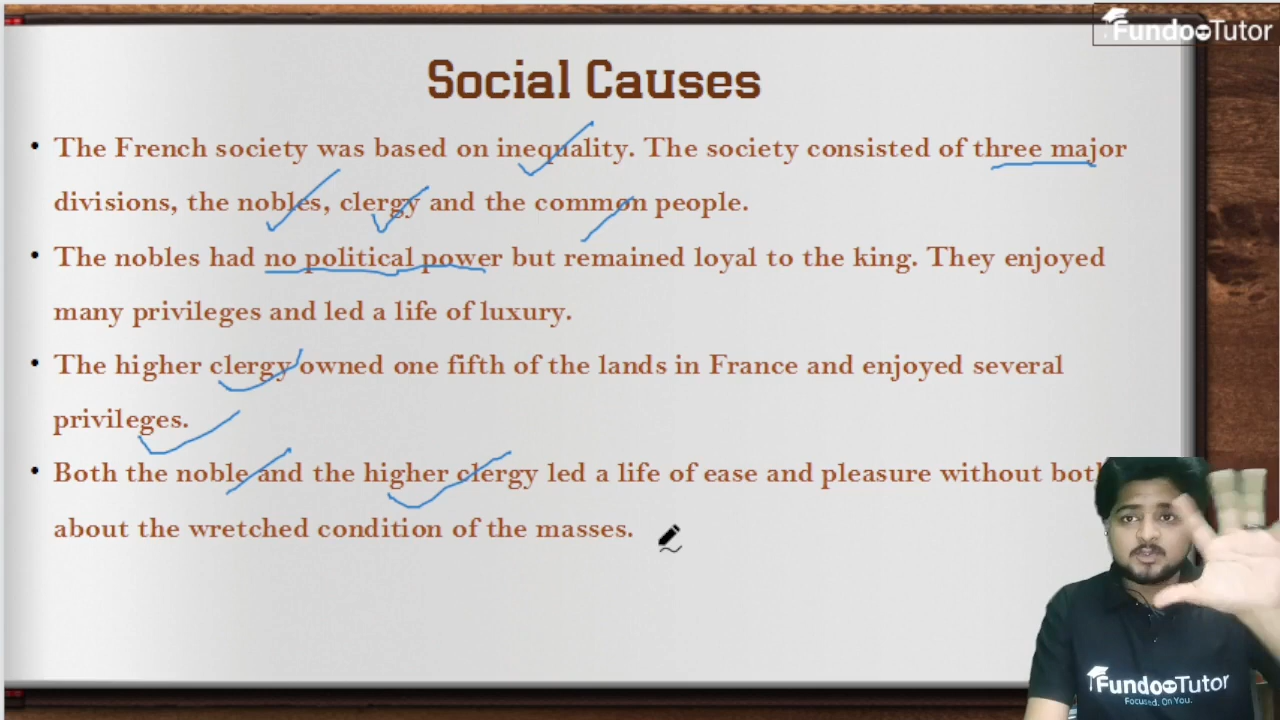 FundooTutor
Social Causes
• The French society was based on inequality. The society consisted of three major
divisions, the nobles, clergy and the common people.
• The nobles had no political power but remained loyal to the king. They enjoyed
many privileges and led a life of luxury.
• The higher clergy owned one fifth of the lands in France and enjoyed several
privileges.
• Both the noble and the higher clergy led a life of ease and pleasure without
about the wretched condition of the masses.
FundooTutor
Focused. On You.